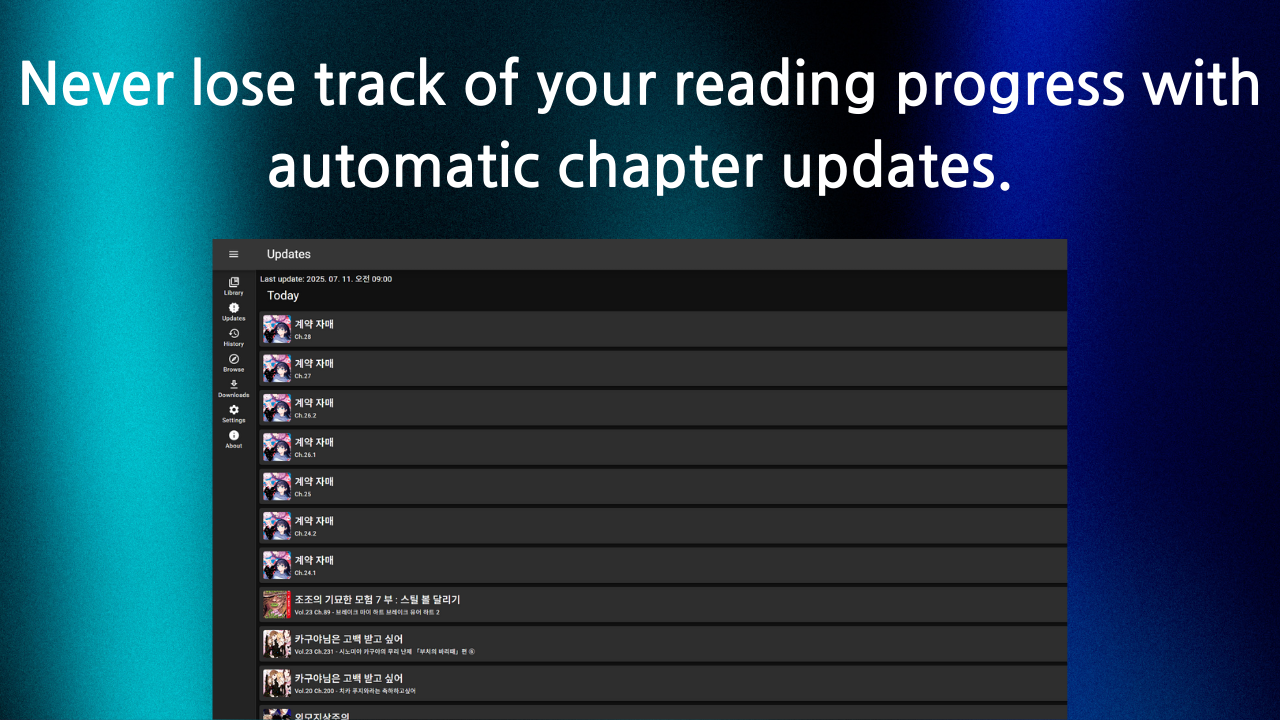 Never lose track of your reading progress with
automatic chapter updates.
Updates
Last update: 2025. 07. 11. 오전 09:00
Today
Library
Updates
History
Browse
Downloads
Settings
About
계약 자매
Ch.28
계약 자매
Ch.27
계약 자매
Ch.26.2
계약 자매
Ch.26.1
계약 자매
Ch.25
계약 자매
Ch.24.2
계약 자매
Ch.24.1
조조의 기묘한 모험 7 부 : 스틸 볼 달리기
Vol.23 Ch.89 - 브레이크 마이 하트 브레이크 유어 하트 2
카구야님은 고백 받고 싶어
Vol.23 Ch.231 - 시노미야 카구야의 무리 난제 「부처의 바리때」편 ⑥
카구야님은 고백 받고 싶어
Vol.20 Ch.200 - 치카 후지와라는 축하하고싶어
외모지상주의